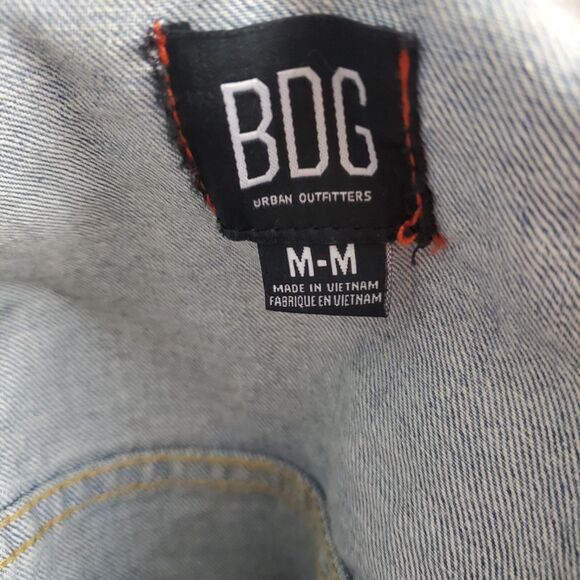 BDG
URBAN OUTFITTERS
M-M
MADE IN VIETNAM
FABRIQUE EN VIETNAM